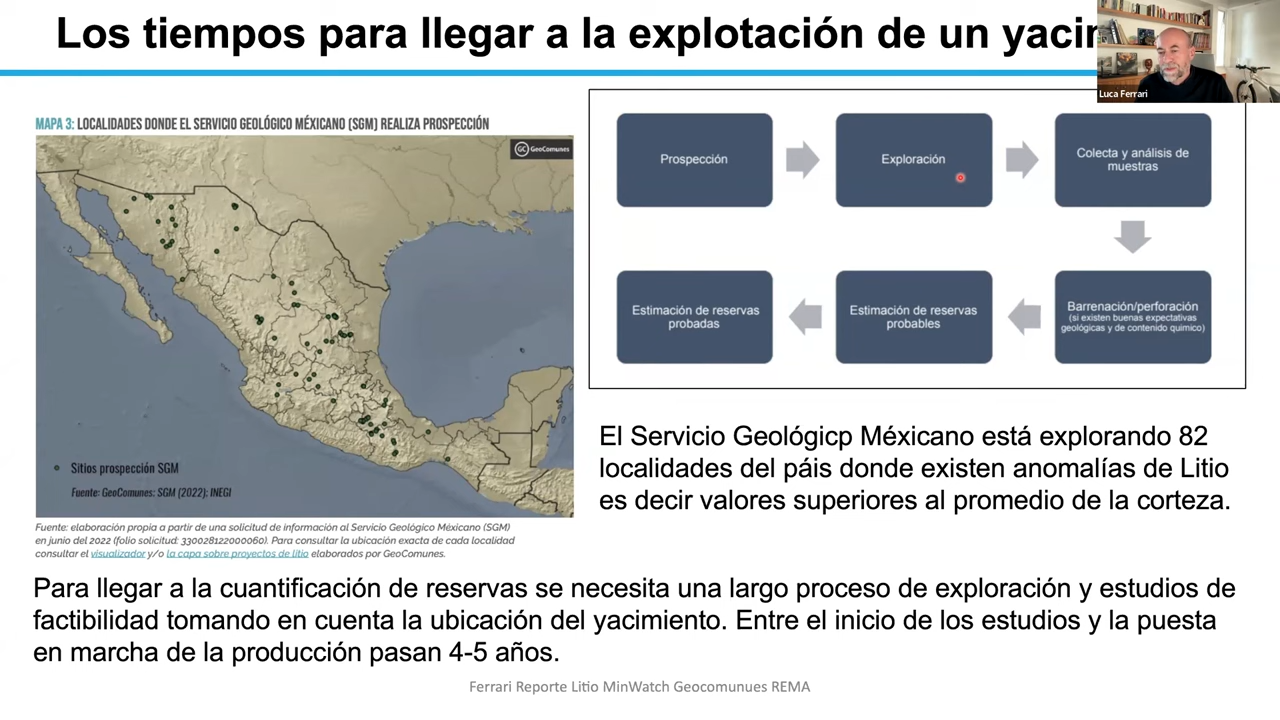 Los tiempos para llegar a la explotación de un
Luca Ferrari
MAPA 3: LOCALIDADES DONDE EL SERVICIO GEOLÓGICO MÉXICANO (SGM) REALIZA PROSPECCIÓN
GC GeoComunes
Sitios prospección SGM
Fuente: GeoComunes: SGM (2022); INEGI
Fuente: elaboración propia a partir de una solicitud de información al Servicio Geológico Méxicano (SGM)
en junio del 2022 (folio solicitud: 330028122000060). Para consultar la ubicación exacta de cada localidad
consultar el visualizador y/o la capa sobre proyectos de litio elaborados por GeoComunes.
Prospección
Exploración
Colecta y análisis de
muestras
Estimación de reservas
probadas
Estimación de reservas
probables
Barrenación/perforación
(si existen buenas expectativas
geológicas y de contenido quimico)
El Servicio Geológicp Méxicano está explorando 82
localidades del páis donde existen anomalías de Litio
es decir valores superiores al promedio de la corteza.
Para llegar a la cuantificación de reservas se necesita una largo proceso de exploración y estudios de
factibilidad tomando en cuenta la ubicación del yacimiento. Entre el inicio de los estudios y la puesta
en marcha de la producción pasan 4-5 años.
Ferrari Reporte Litio MinWatch Geocomunues REMA